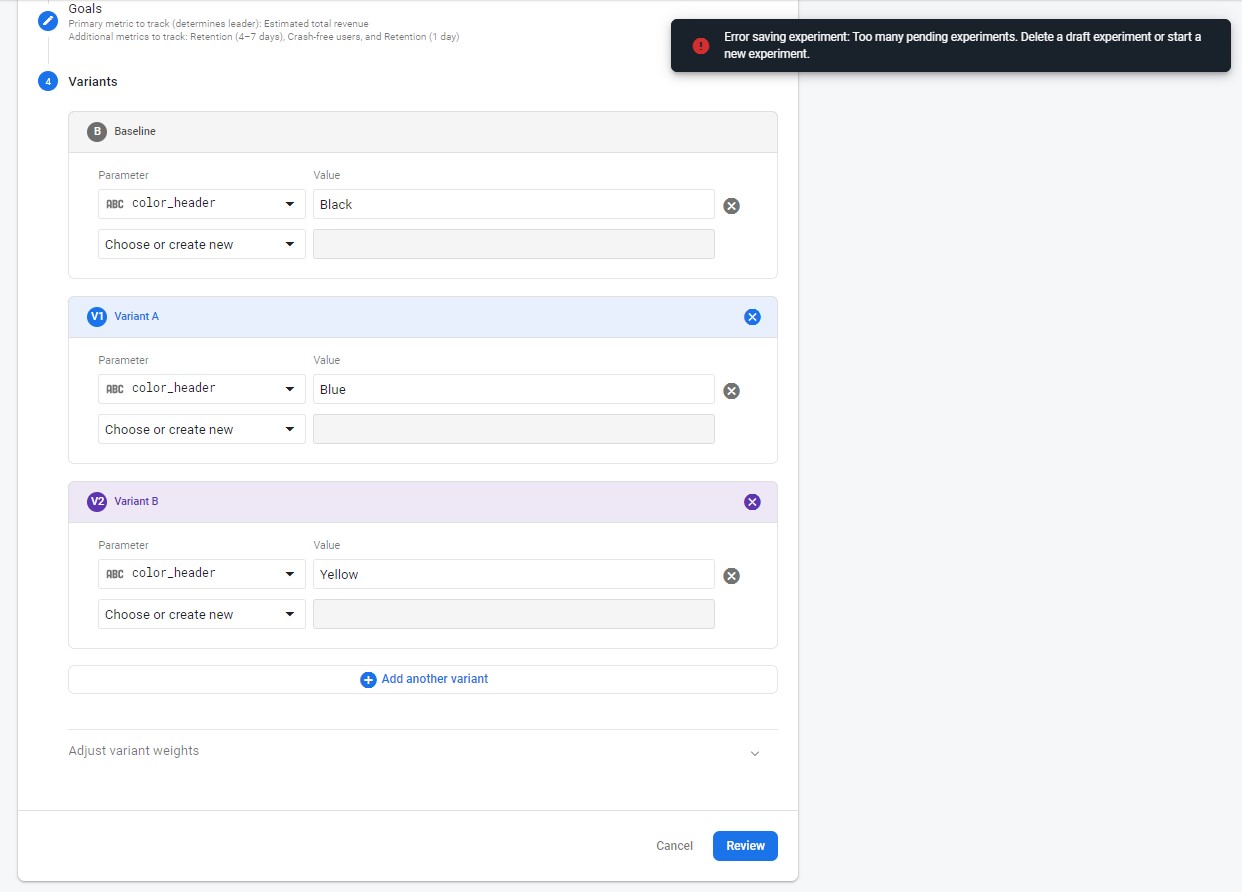 Goals
Primary metric to track (determines leader): Estimated total revenue
Additional metrics to track: Retention (4–7 days), Crash-free users, and Retention (1 day)
Error saving experiment: Too many pending experiments. Delete a draft experiment or start a
new experiment.
4 Variants
B Baseline
Parameter Value
ABC color_header Black
Choose or create new
V1 Variant A
Parameter Value
ABC color_header Blue
Choose or create new
V2 Variant B
Parameter Value
ABC color_header Yellow
Choose or create new
Add another variant
Adjust variant weights
Cancel Review